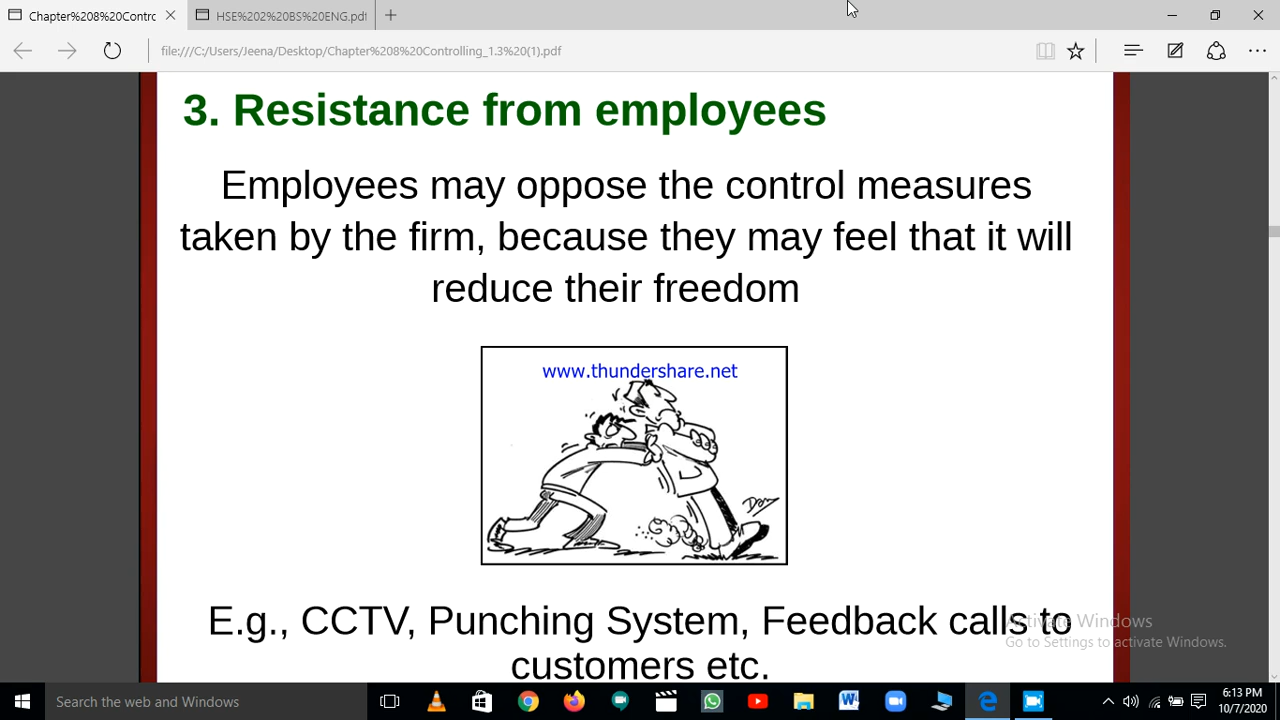 Chapter%208%20Contro
HSE%202%20BS%20ENG.pdf
file:///C:/Users/Jeena/Desktop/Chapter%208%20Controlling_1.3%20(1).pdf
3. Resistance from employees
Employees may oppose the control measures
taken by the firm, because they may feel that it will
reduce their freedom
www.thundershare.net
E.g., CCTV, Punching System, Feedback calls to
customers etc.
Activate Windows
Go to Settings to activate Windows.
Search the web and Windows
6:13 PM
10/7/2020